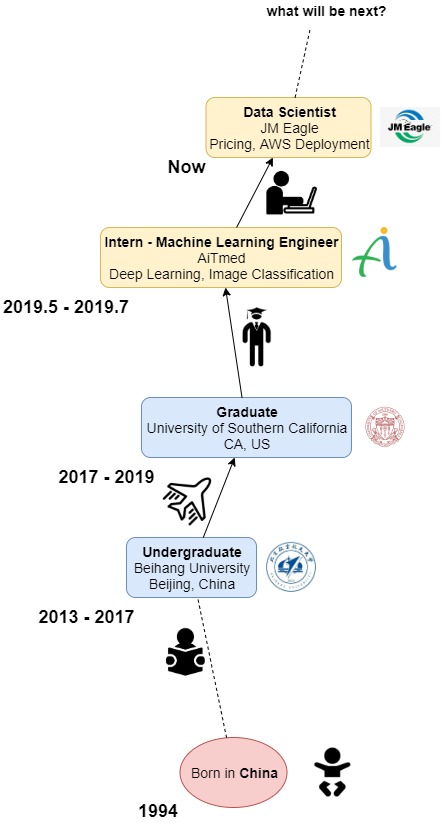 what will be next?
Data Scientist
JM Eagle
Pricing, AWS Deployment
JM Eagle
Now
Intern - Machine Learning Engineer
AiTmed
Deep Learning, Image Classification
2019.5 - 2019.7
Graduate
University of Southern California
CA, US
2017 - 2019
Undergraduate
Beihang University
Beijing, China
2013 - 2017
Born in China
1994